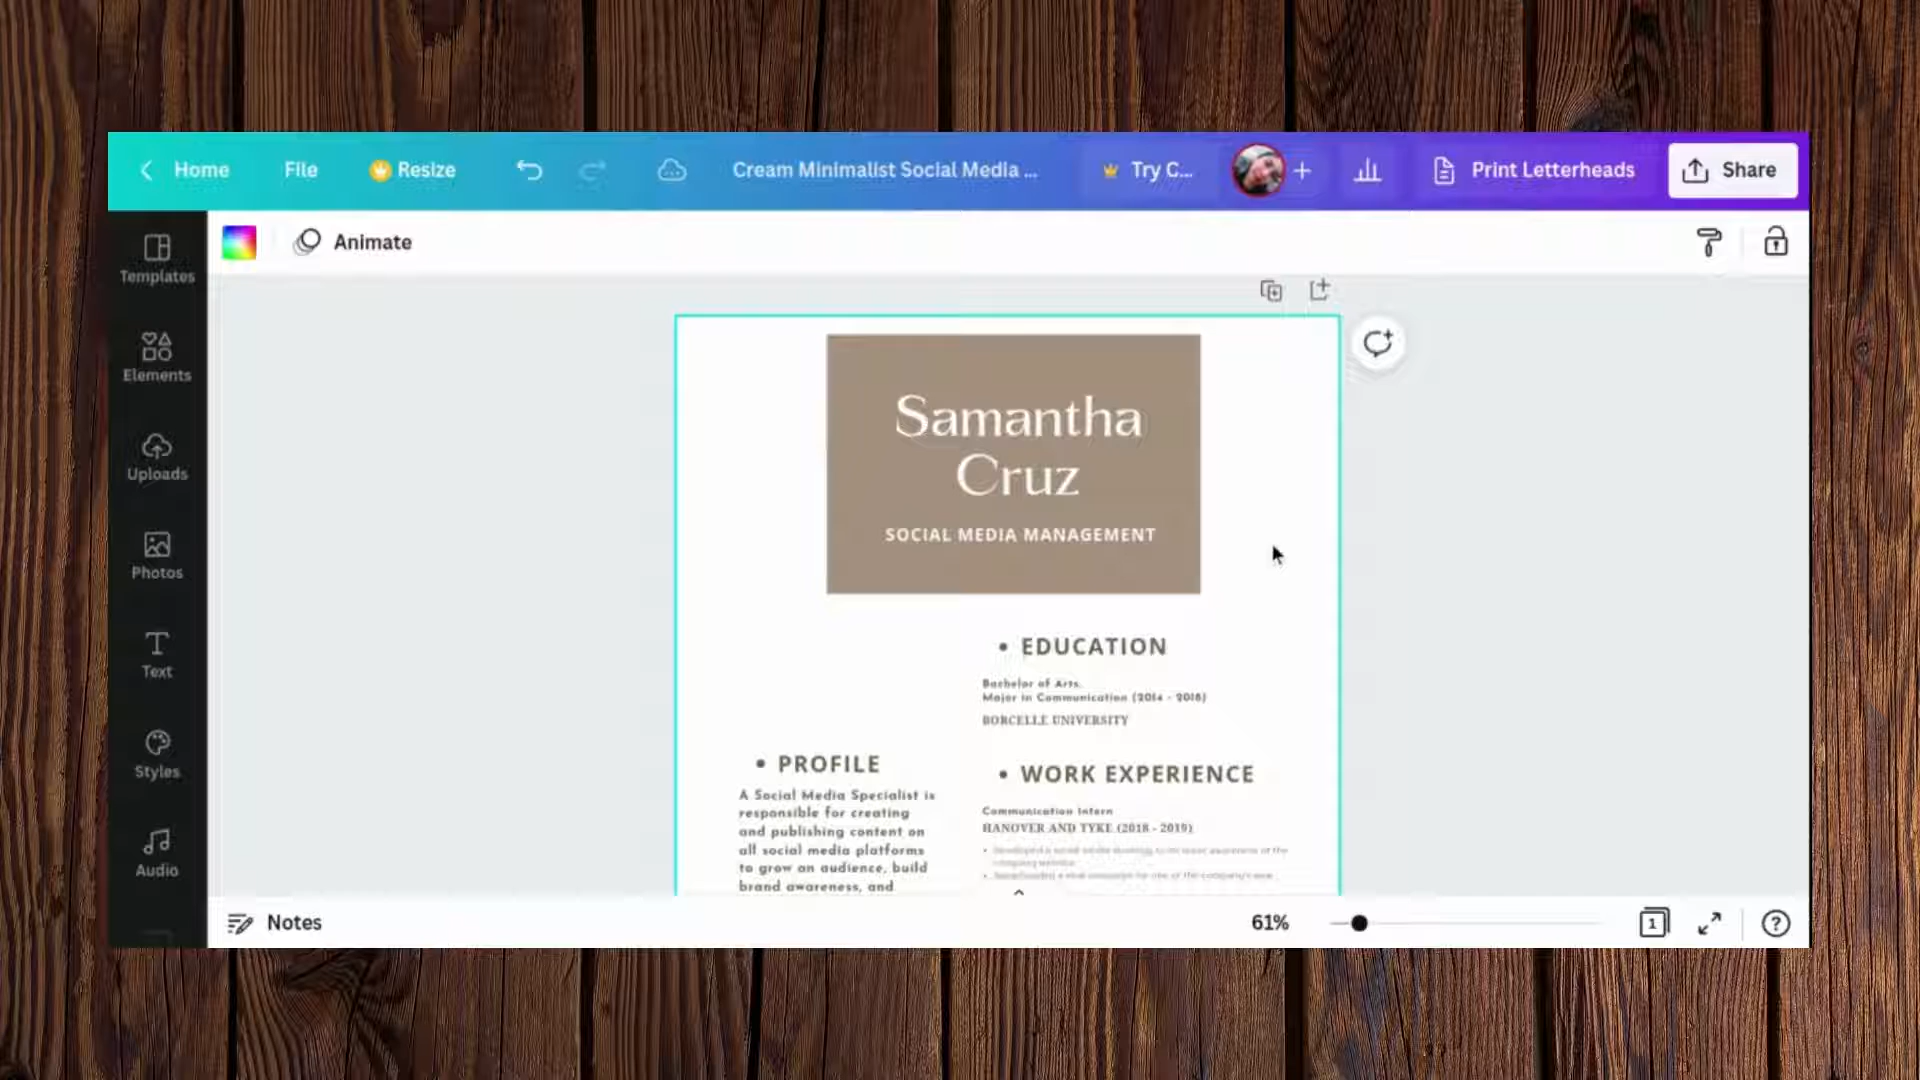 Home File Resize Cream Minimalist Social Media ... Try C... Print Letterheads Share
Animate
Templates
Elements
Uploads
Photos
Text
Styles
Audio
Samantha
Cruz
SOCIAL MEDIA MANAGEMENT
EDUCATION
Bachelor of Arts,
Major in Communication (2014 - 2018)
BORCELLE UNIVERSITY
PROFILE
A Social Media Specialist is
responsible for creating
and publishing content on
all social media platforms
to grow an audience, build
brand awareness, and
WORK EXPERIENCE
Communication Intern
HANOVER AND TYKE (2018 - 2019)
Notes 61% 1